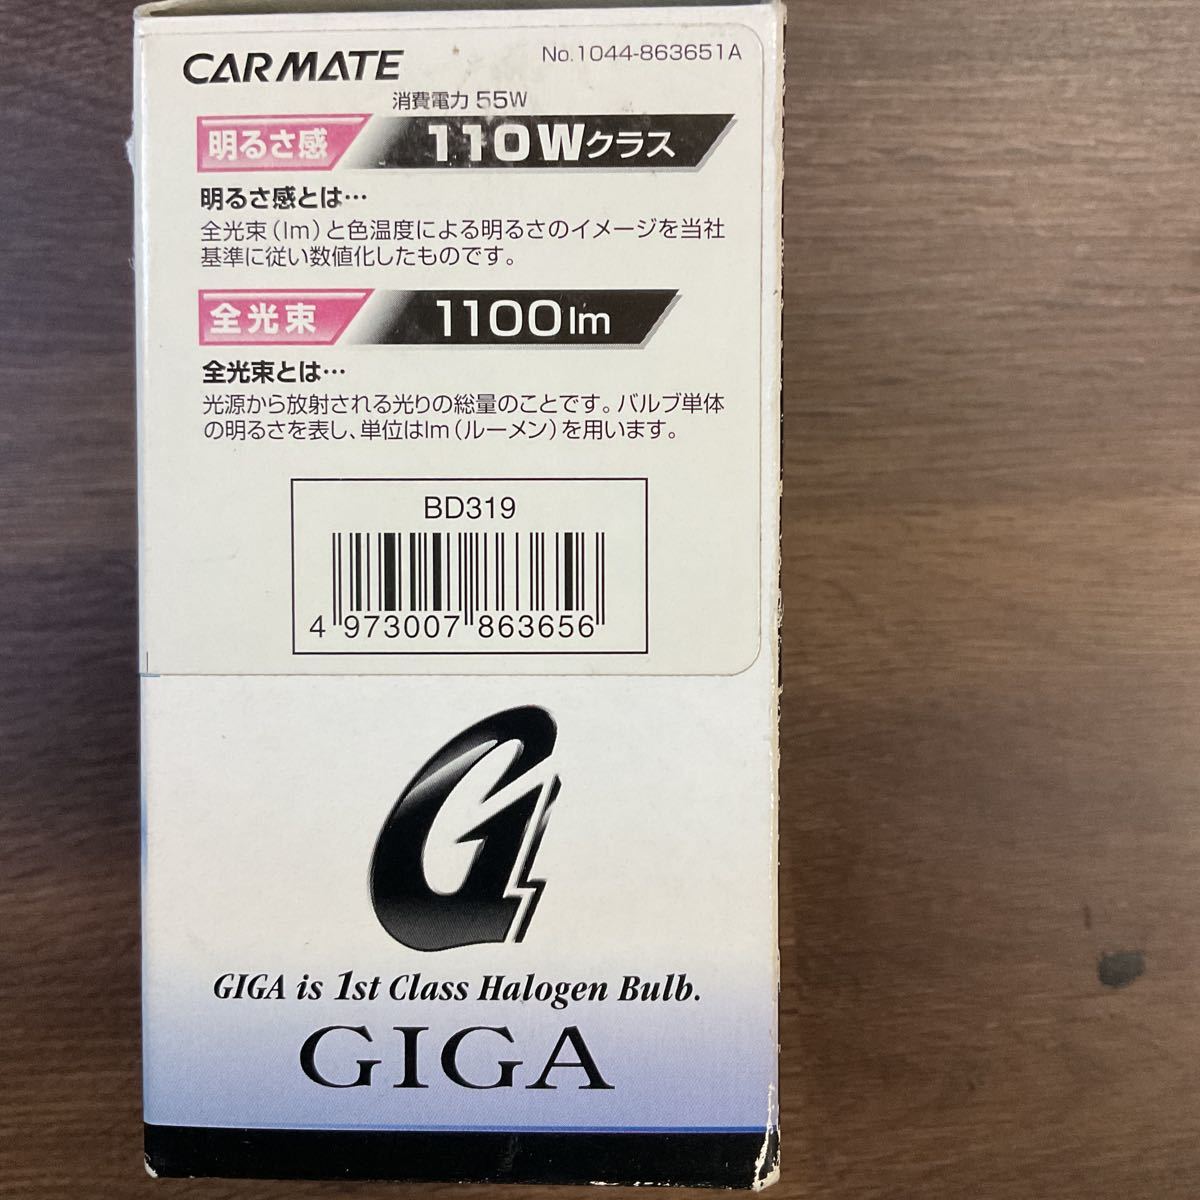 CARMATE
No.1044-863651A
消費電力 55W
明るさ感 110Wクラス
明るさ感とは…
全光束(lm)と色温度による明るさのイメージを当社
基準に従い数値化したものです。
全光束 1100lm
全光束とは…
光源から放射される光りの総量のことです。バルブ単体
の明るさを表し、単位はlm(ルーメン)を用います。
BD319
4 973007 863656
G
GIGA is 1st Class Halogen Bulb.
GIGA